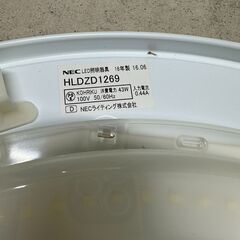 NEC LED照明器具 16年製 16.06
HLDZD1269
KOHRIKU 消費電力 43W 入力電流
100V 50/60Hz 0.44A
D NECライティング株式会社